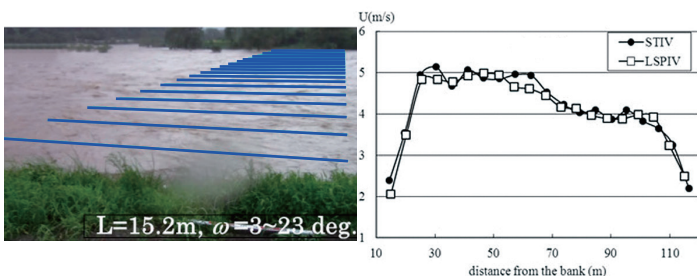 L=15.2m, ω=3~23 deg.
U(m/s)
6
5
4
3
2
1
STIV
LSPIV
10
30
50
70
90
110
distance from the bank (m)